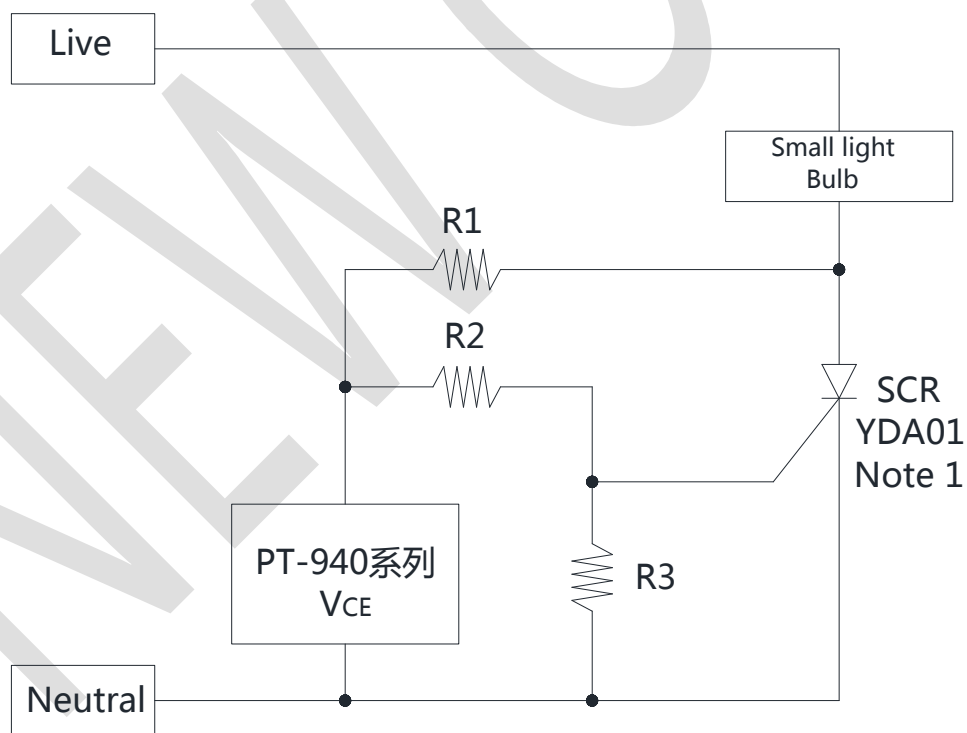 Live
Small light
Bulb
R1
R2
SCR
YDA01
Note 1
PT-940系列
VCE
R3
Neutral